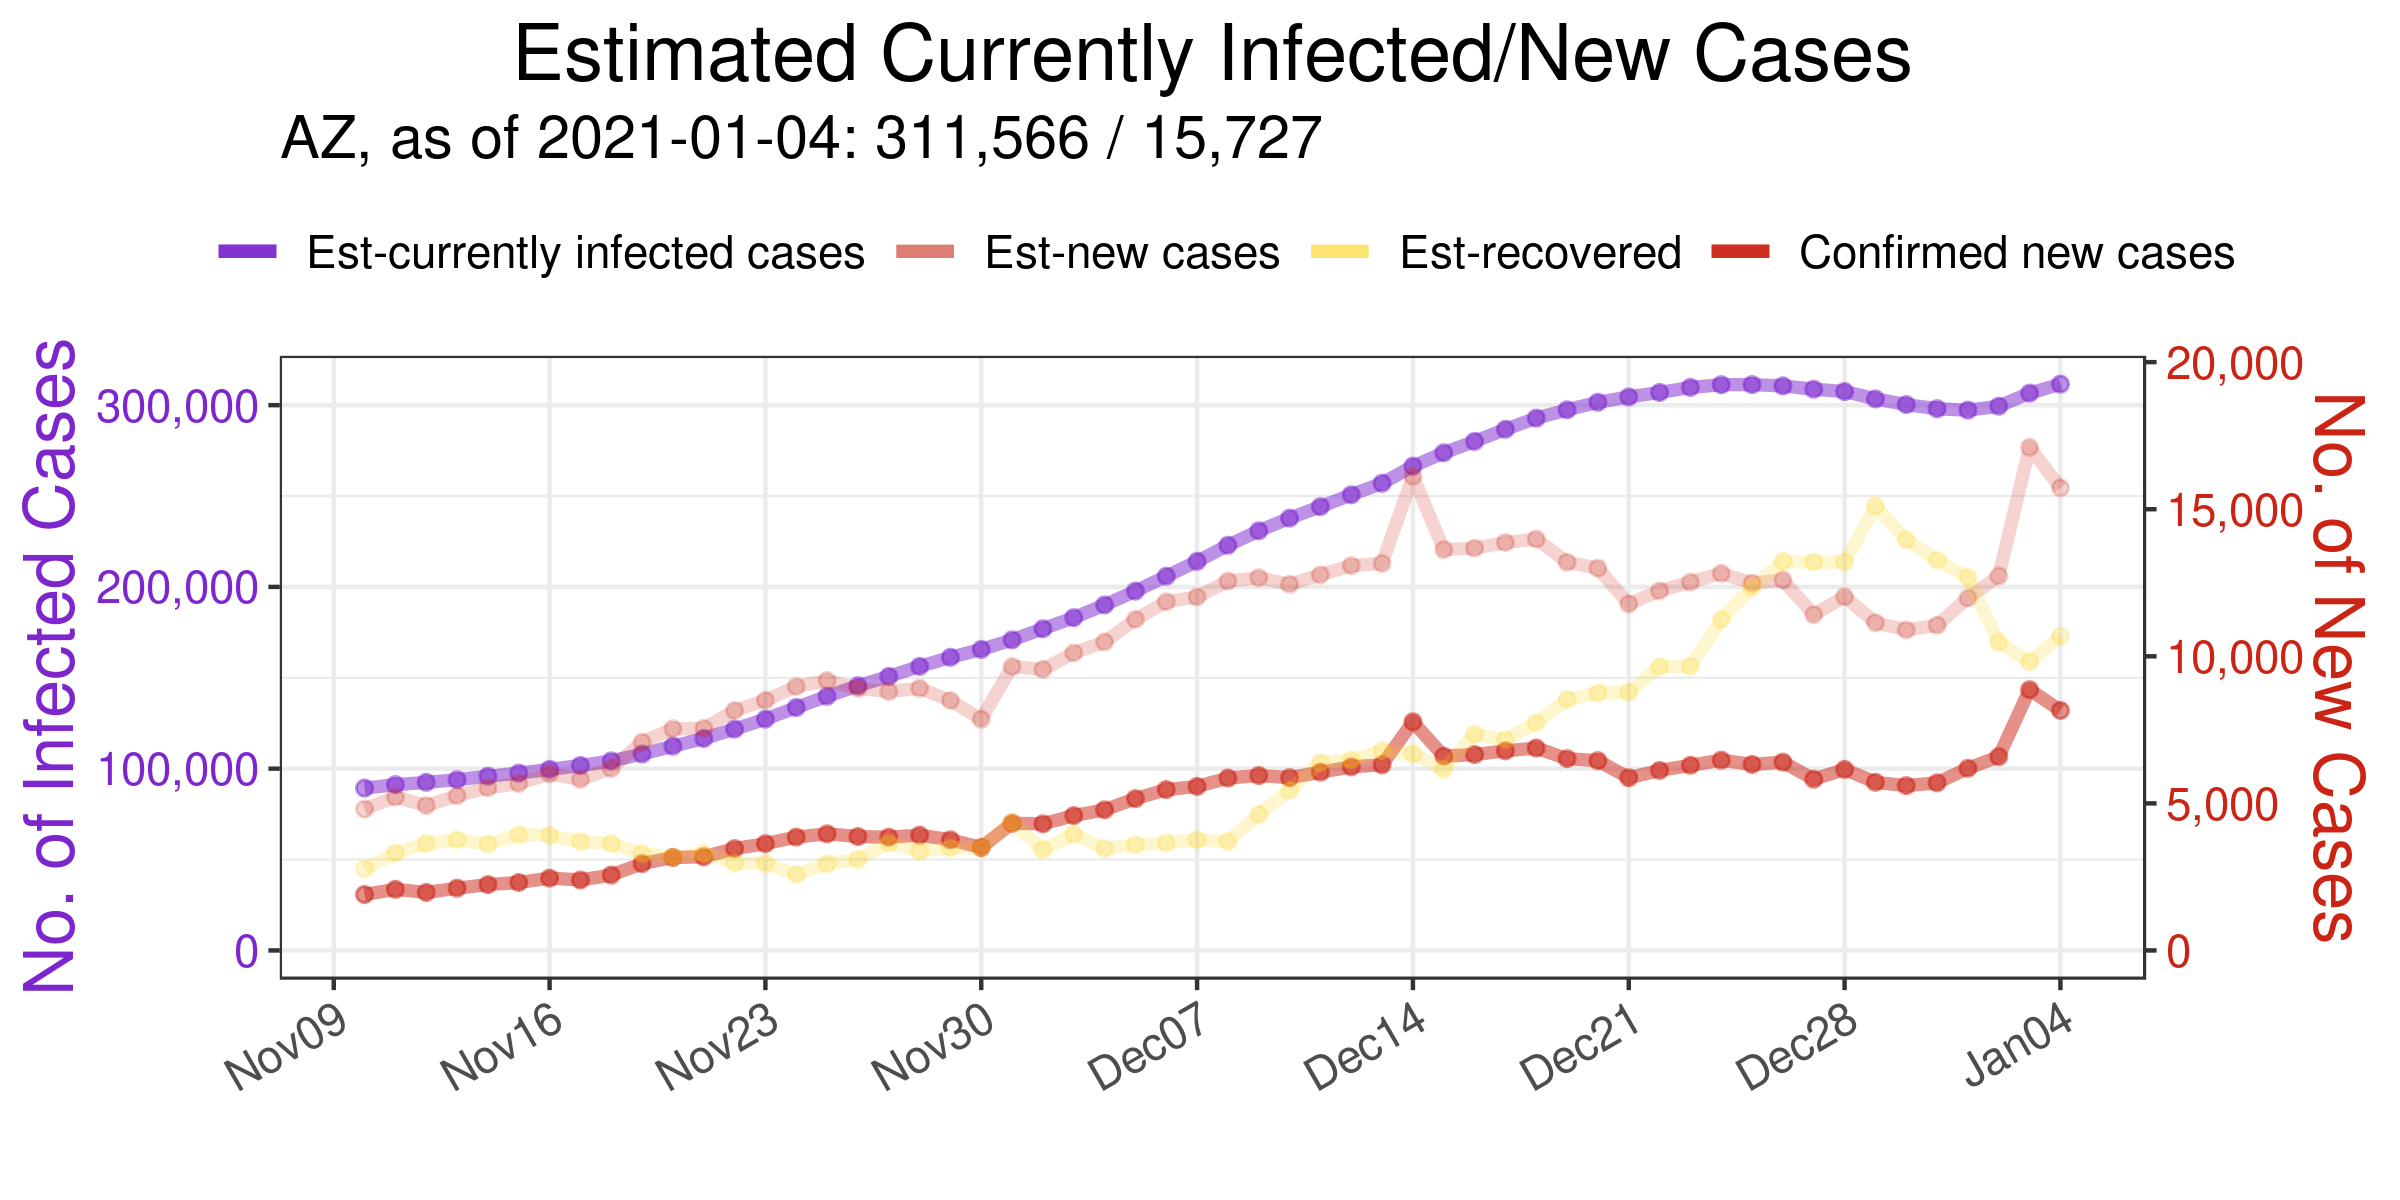 Estimated Currently Infected/New Cases
AZ, as of 2021-01-04: 311,566 / 15,727
Est-currently infected cases Est-new cases Est-recovered Confirmed new cases
No. of Infected Cases
300,000
200,000
100,000
0
20,000
15,000
10,000
5,000
0
No. of New Cases
Nov09 Nov16 Nov23 Nov30 Dec07 Dec14 Dec21 Dec28 Jan04